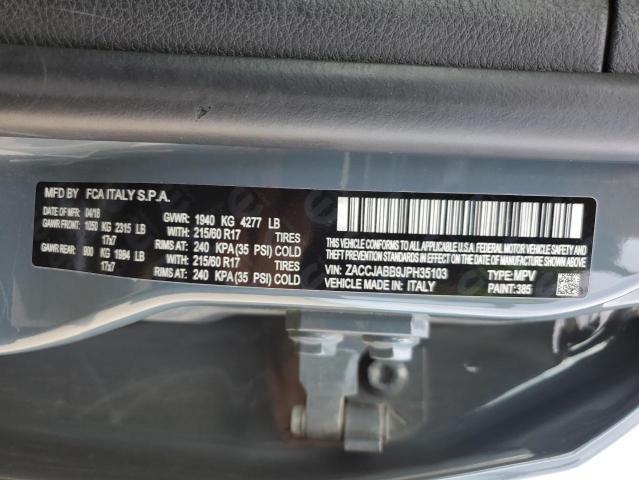 MFD BY FCA ITALY S.P.A.
DATE OF MFR: 04/18 GVWR: 1940 KG 4277 LB
GAWR FRONT: 1050 KG 2315 LB WITH: 215/60 R17 TIRES
17x7 RIMS AT: 240 KPA(35 PSI) COLD
GAWR REAR: 900 KG 1984 LB WITH: 215/60 R17 TIRES
17x7 RIMS AT: 240 KPA(35 PSI) COLD
THIS VEHICLE CONFORMS TO ALL APPLICABLE U.S.A. FEDERAL MOTOR VEHICLE SAFETY, BUMPER AND
THEFT PREVENTION STANDARDS IN EFFECT ON THE DATE OF MANUFACTURE SHOWN ABOVE.
VIN: ZACCJABB9JPH35103 TYPE: MPV
VEHICLE MADE IN: ITALY PAINT: 385